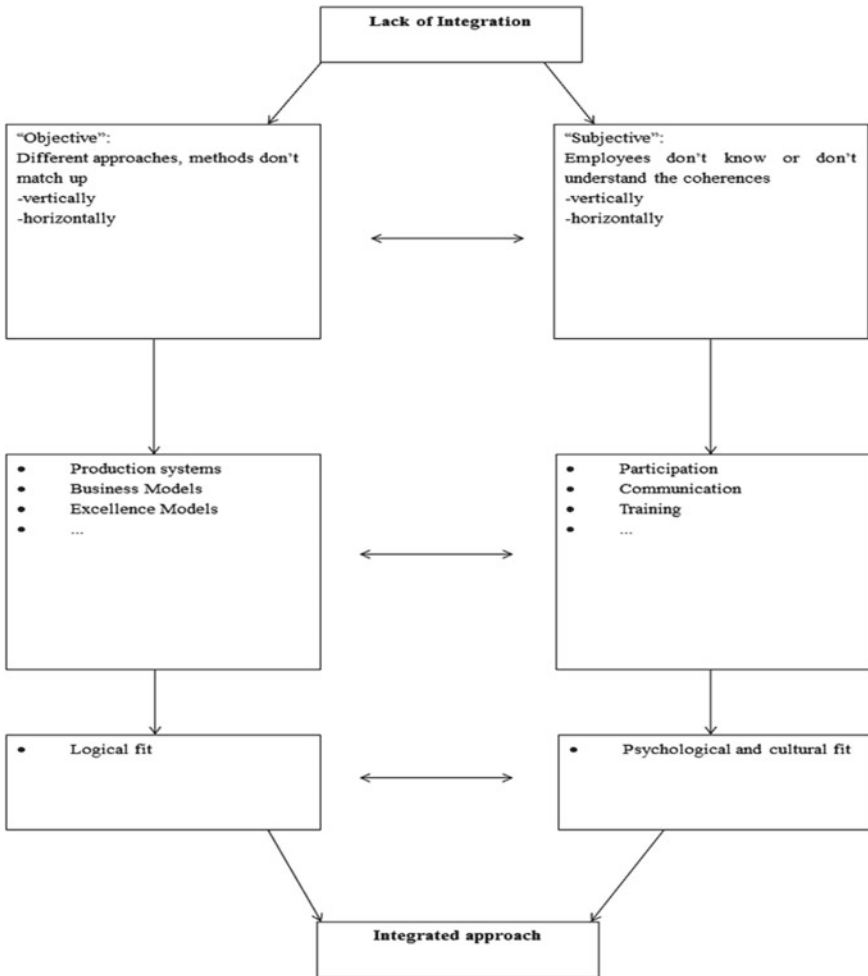 Lack of Integration
“Objective”:
Different approaches, methods don’t
match up
-vertically
-horizontally
“Subjective”:
Employees don’t know or don’t
understand the coherences
-vertically
-horizontally
• Production systems
• Business Models
• Excellence Models
• ...
• Participation
• Communication
• Training
• ...
• Logical fit
• Psychological and cultural fit
Integrated approach